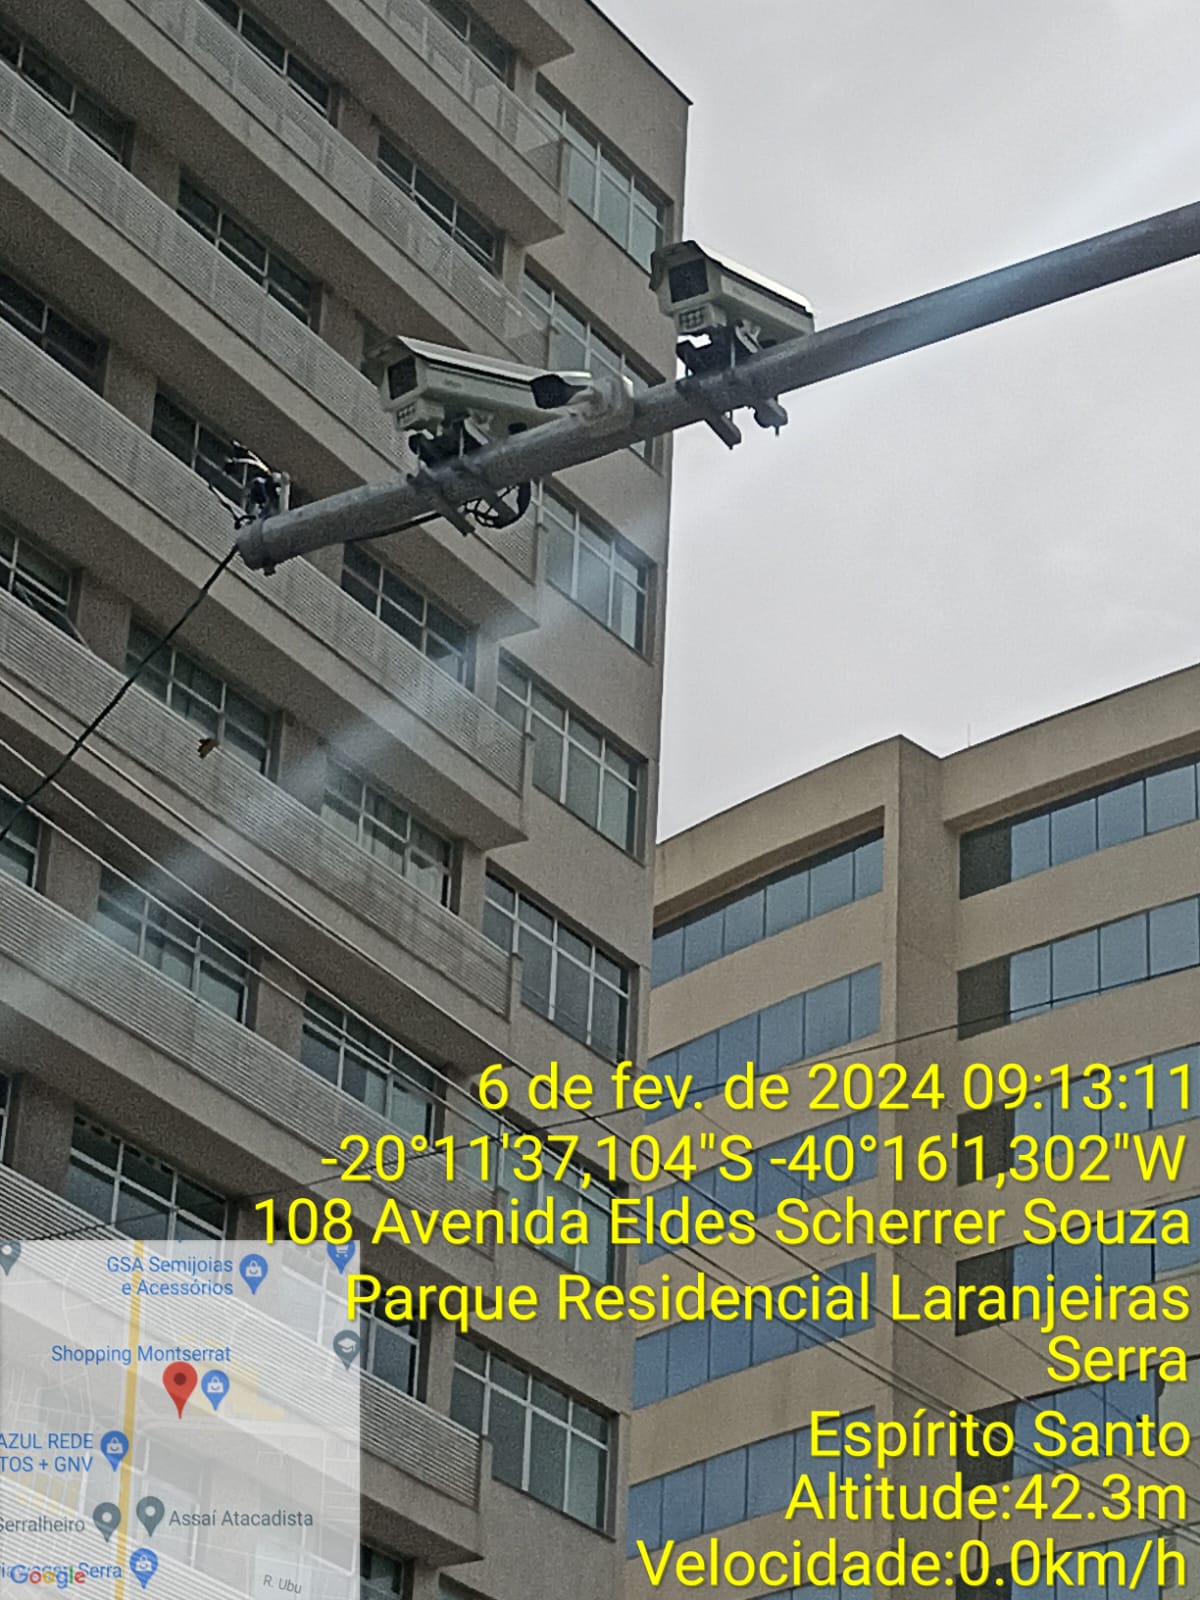 6 de fev. de 2024 09:13:11
-20°11'37,104"S -40°16'1,302"W
108 Avenida Eldes Scherrer Souza
Parque Residencial Laranjeiras
Serra
Espírito Santo
Altitude:42.3m
Velocidade:0.0km/h
GSA Semijoias
e Acessórios
Shopping Montserrat
AZUL REDE
TOS + GNV
Serralheiro
Assaí Atacadista
Serra
Google
R. Ubu